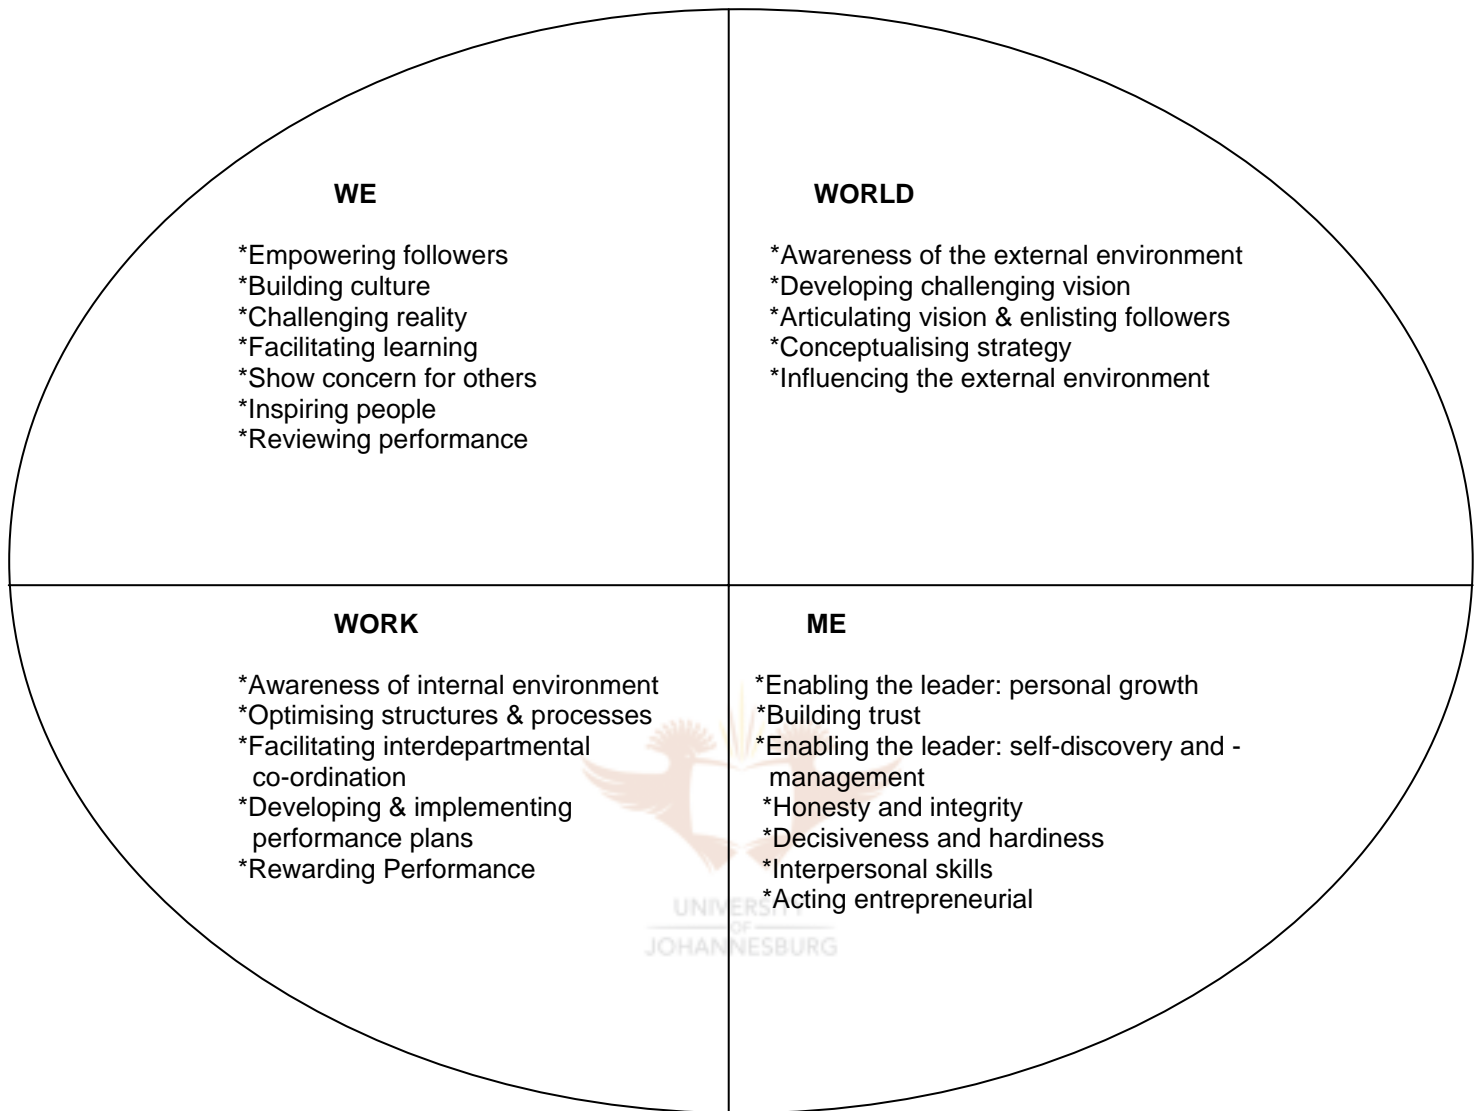 WE
*Empowering followers
*Building culture
*Challenging reality
*Facilitating learning
*Show concern for others
*Inspiring people
*Reviewing performance
WORLD
*Awareness of the external environment
*Developing challenging vision
*Articulating vision & enlisting followers
*Conceptualising strategy
*Influencing the external environment
WORK
*Awareness of internal environment
*Optimising structures & processes
*Facilitating interdepartmental
co-ordination
*Developing & implementing
performance plans
*Rewarding Performance
ME
*Enabling the leader: personal growth
*Building trust
*Enabling the leader: self-discovery and -
management
*Honesty and integrity
*Decisiveness and hardiness
*Interpersonal skills
*Acting entrepreneurial
UNIVERSITY
OF
JOHANNESBURG